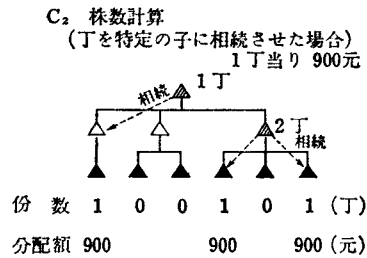 C₂ 株数計算
(丁を特定の子に相続させた場合)
1丁当り 900元
1丁
相続
2丁
相続
份数 1 0 0 1 0 1 (丁)
分配額 900 900 900 (元)